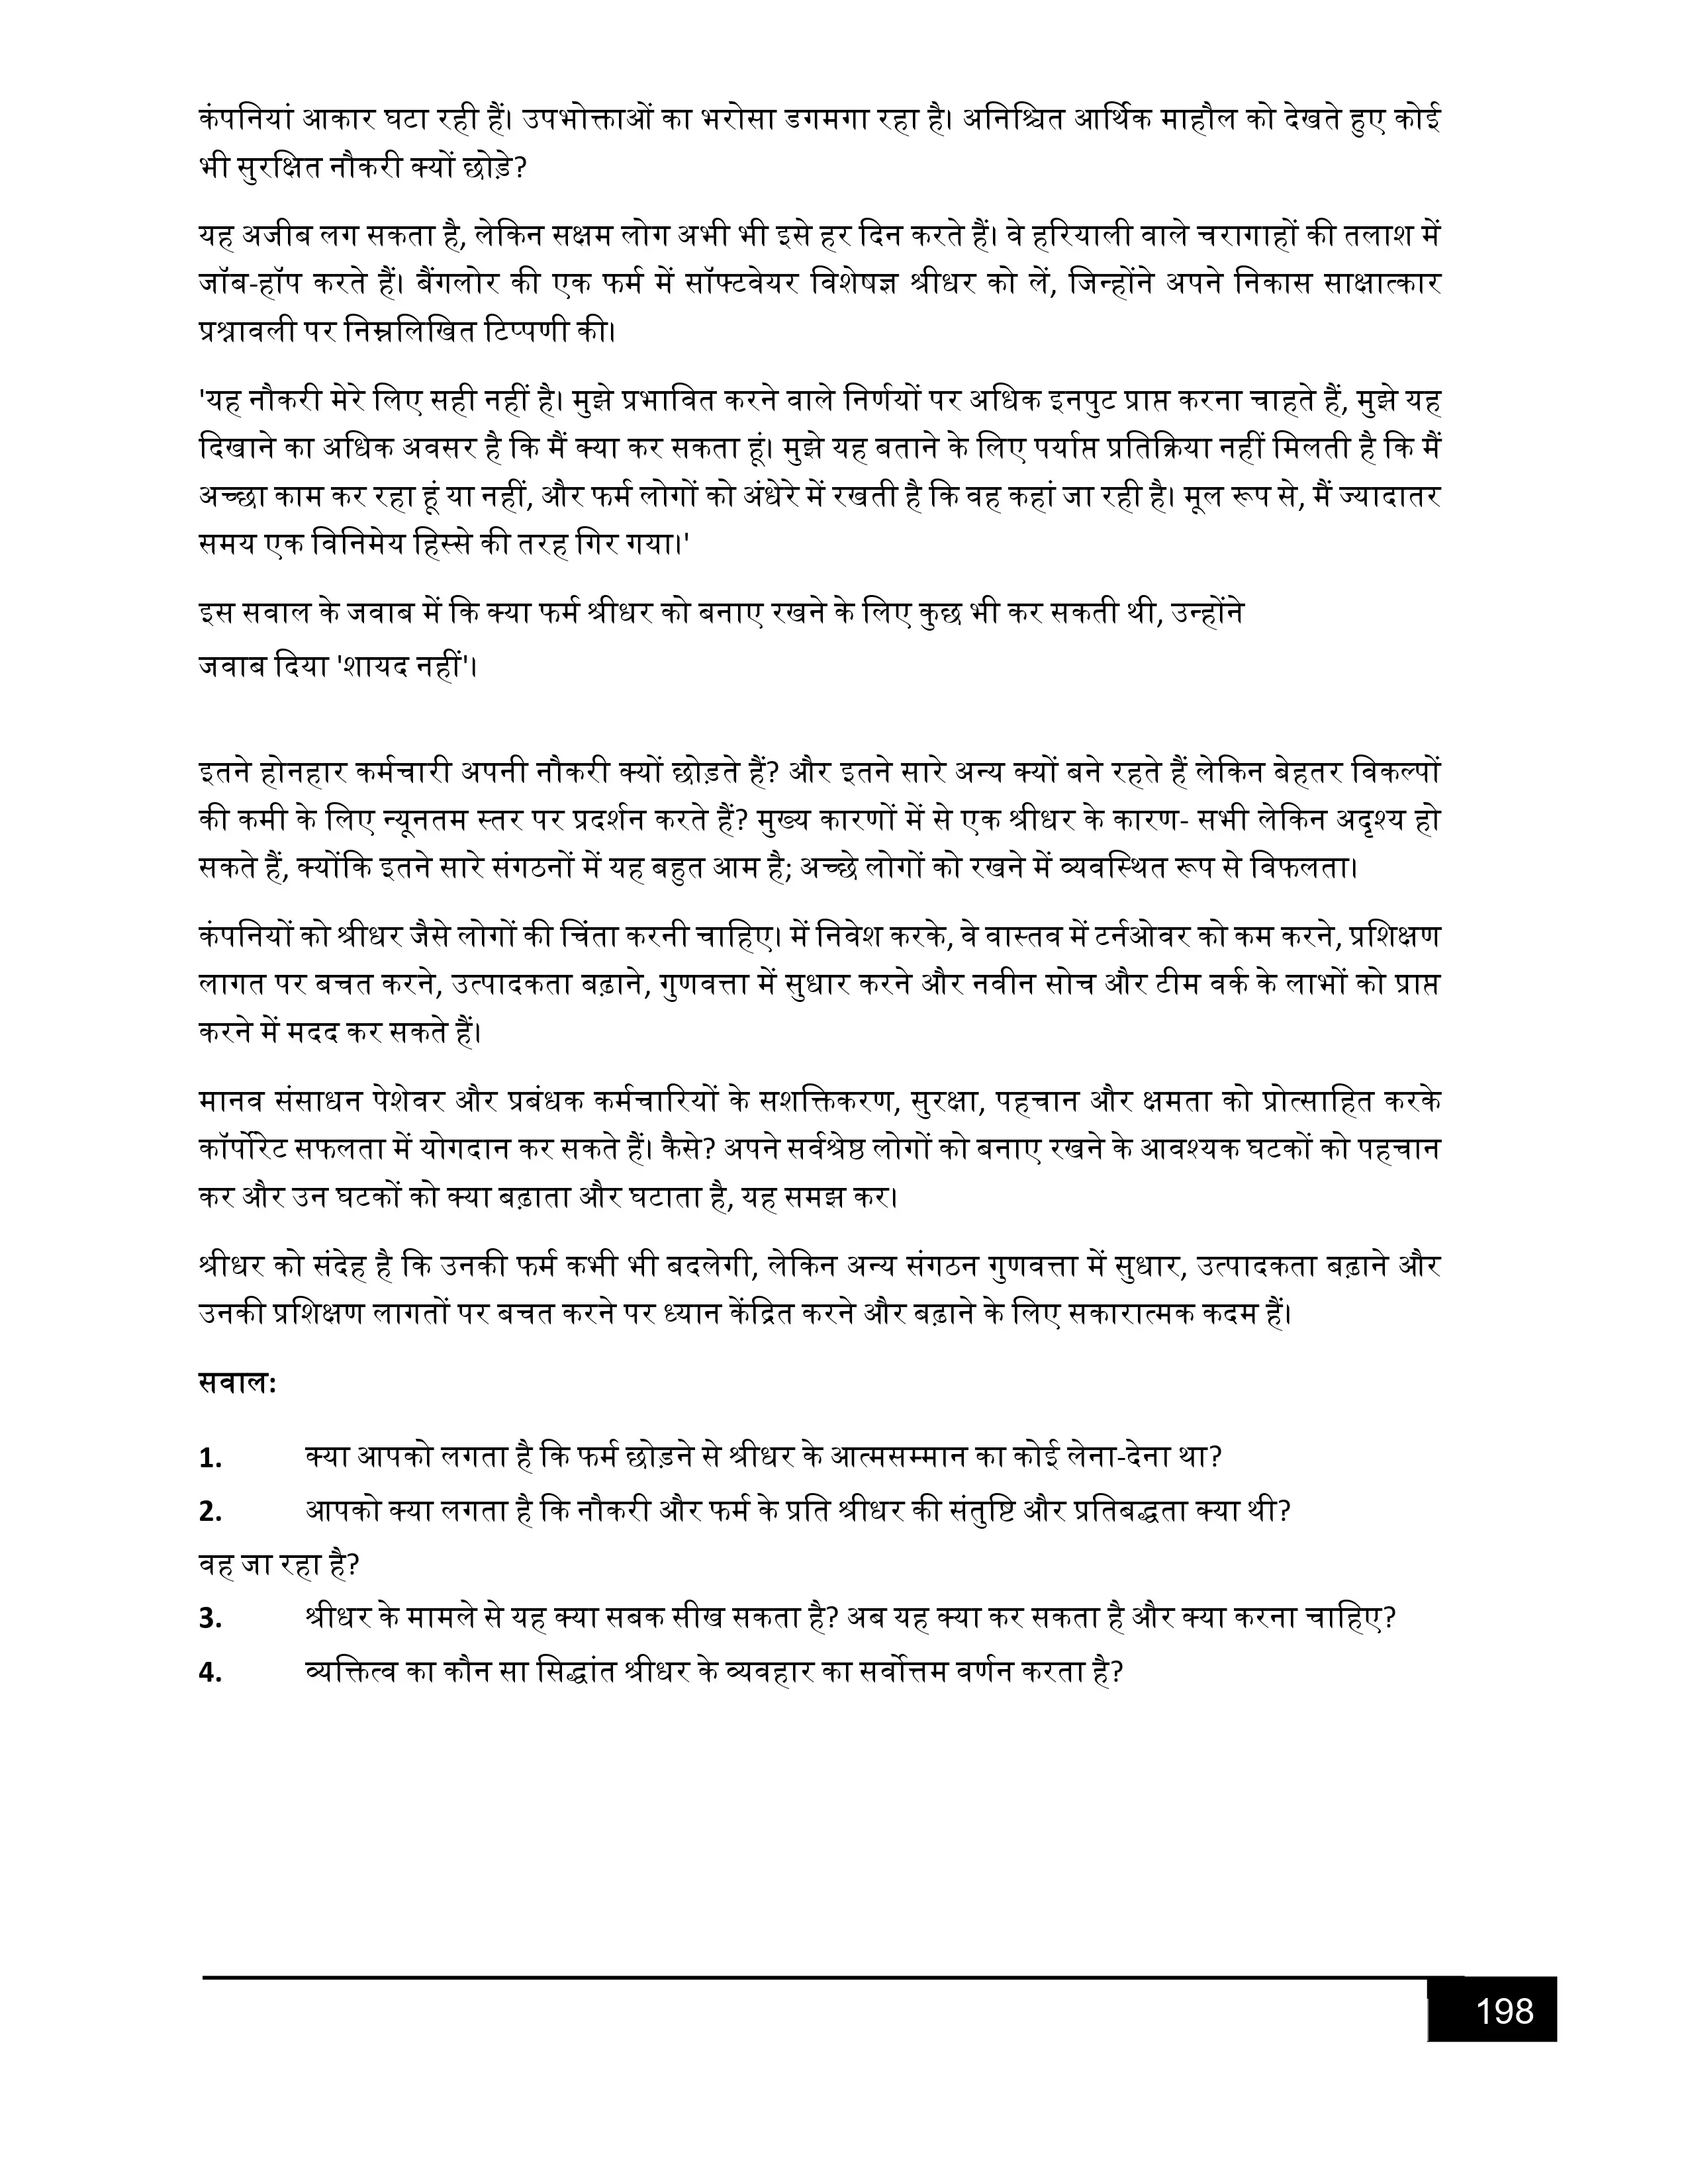 कंपनियां आकार घटा रही हैं। उपभोक्ताओं का भरोसा डगमगा रहा है। अनिश्चित आर्थिक माहौल को देखते हुए कोई
भी सुरक्षित नौकरी क्यों छोड़े?
यह अजीब लग सकता है, लेकिन सक्षम लोग अभी भी इसे हर दिन करते हैं। वे हरियाली वाले चरागाहों की तलाश में
जॉब-हॉप करते हैं। बैंगलोर की एक फर्म में सॉफ्टवेयर विशेषज्ञ श्रीधर को लें, जिन्होंने अपने निकास साक्षात्कार
प्रश्नावली पर निम्नलिखित टिप्पणी की।
'यह नौकरी मेरे लिए सही नहीं है। मुझे प्रभावित करने वाले निर्णयों पर अधिक इनपुट प्राप्त करना चाहते हैं, मुझे यह
दिखाने का अधिक अवसर है कि मैं क्या कर सकता हूं। मुझे यह बताने के लिए पर्याप्त प्रतिक्रिया नहीं मिलती है कि मैं
अच्छा काम कर रहा हूं या नहीं, और फर्म लोगों को अंधेरे में रखती है कि वह कहां जा रही है। मूल रूप से, मैं ज्यादातर
समय एक विनिमेय हिस्से की तरह गिर गया।'
इस सवाल के जवाब में कि क्या फर्म श्रीधर को बनाए रखने के लिए कुछ भी कर सकती थी, उन्होंने
जवाब दिया 'शायद नहीं'।
इतने होनहार कर्मचारी अपनी नौकरी क्यों छोड़ते हैं? और इतने सारे अन्य क्यों बने रहते हैं लेकिन बेहतर विकल्पों
की कमी के लिए न्यूनतम स्तर पर प्रदर्शन करते हैं? मुख्य कारणों में से एक श्रीधर के कारण- सभी लेकिन अदृश्य हो
सकते हैं, क्योंकि इतने सारे संगठनों में यह बहुत आम है; अच्छे लोगों को रखने में व्यवस्थित रूप से विफलता।
कंपनियों को श्रीधर जैसे लोगों की चिंता करनी चाहिए। में निवेश करके, वे वास्तव में टर्नओवर को कम करने, प्रशिक्षण
लागत पर बचत करने, उत्पादकता बढ़ाने, गुणवत्ता में सुधार करने और नवीन सोच और टीम वर्क के लाभों को प्राप्त
करने में मदद कर सकते हैं।
मानव संसाधन पेशेवर और प्रबंधक कर्मचारियों के सशक्तिकरण, सुरक्षा, पहचान और क्षमता को प्रोत्साहित करके
कॉर्पोरेट सफलता में योगदान कर सकते हैं। कैसे? अपने सर्वश्रेष्ठ लोगों को बनाए रखने के आवश्यक घटकों को पहचान
कर और उन घटकों को क्या बढ़ाता और घटाता है, यह समझ कर।
श्रीधर को संदेह है कि उनकी फर्म कभी भी बदलेगी, लेकिन अन्य संगठन गुणवत्ता में सुधार, उत्पादकता बढ़ाने और
उनकी प्रशिक्षण लागतों पर बचत करने पर ध्यान केंद्रित करने और बढ़ाने के लिए सकारात्मक कदम हैं।
सवाल:
1. क्या आपको लगता है कि फर्म छोड़ने से श्रीधर के आत्मसम्मान का कोई लेना-देना था?
2. आपको क्या लगता है कि नौकरी और फर्म के प्रति श्रीधर की संतुष्टि और प्रतिबद्धता क्या थी?
वह जा रहा है?
3. श्रीधर के मामले से यह क्या सबक सीख सकता है? अब यह क्या कर सकता है और क्या करना चाहिए?
4. व्यक्तित्व का कौन सा सिद्धांत श्रीधर के व्यवहार का सर्वोत्तम वर्णन करता है?
198